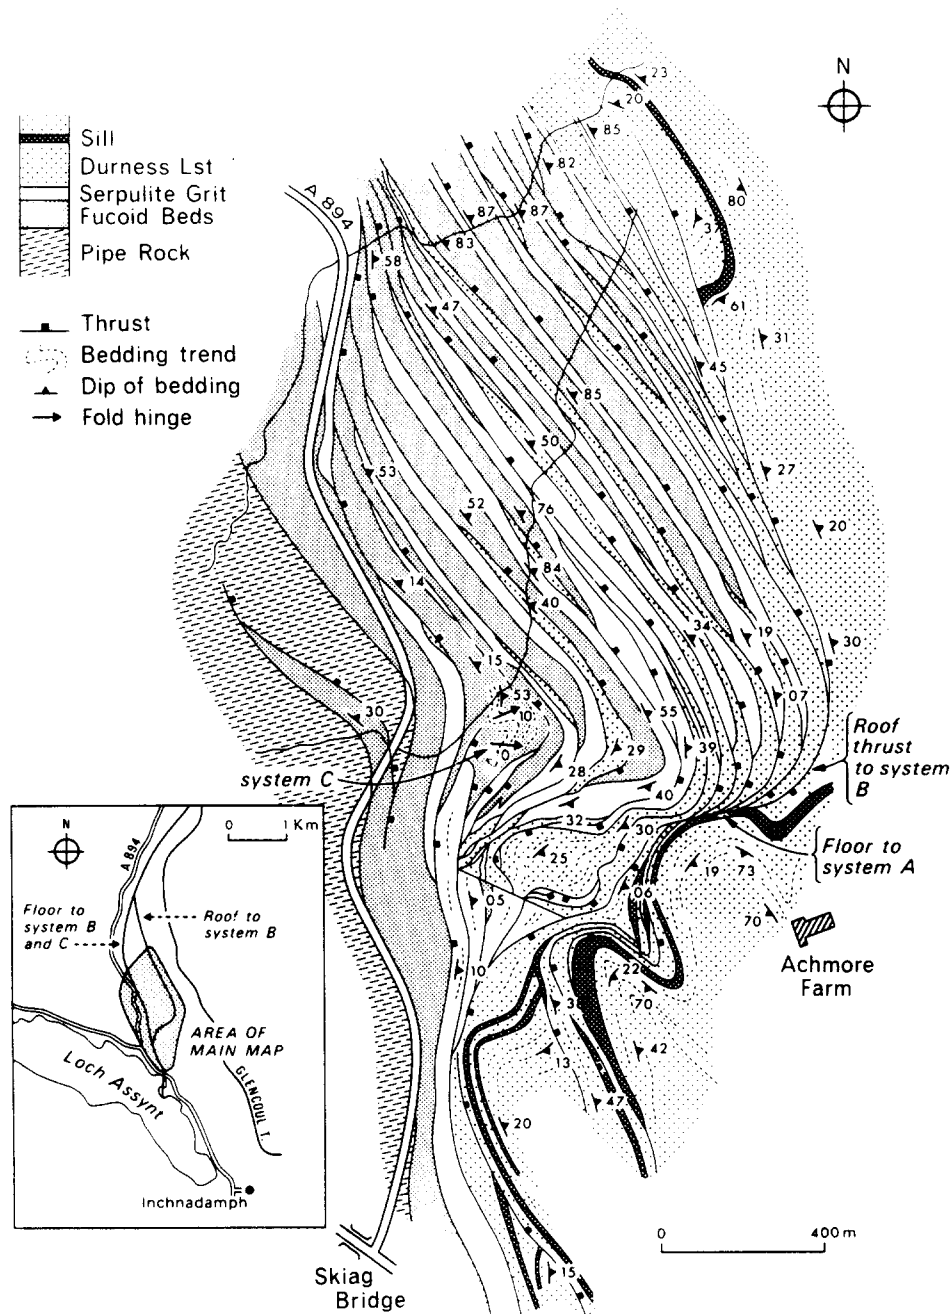 N
Sill
Durness Lst
Serpulite Grit
Fucoid Beds
Pipe Rock
Thrust
Bedding trend
Dip of bedding
Fold hinge
A 894
23
20
85
82
80
87
87
83
37
58
61
47
31
45
85
50
53
27
52
76
20
14
84
40
34
19
30
15
53
07
10
30
55
39
29
system C
28
40
Roof
thrust
to system
B
32
30
25
Floor to
system A
19
73
06
05
70
Achmore
Farm
10
22
70
13
42
47
20
15
0
400 m
Skiag
Bridge
N
0
1 Km
A 894
Floor to
system B
and C
Roof to
system B
AREA OF
MAIN MAP
GLENCOUL T.
Loch Assynt
Inchnadamph